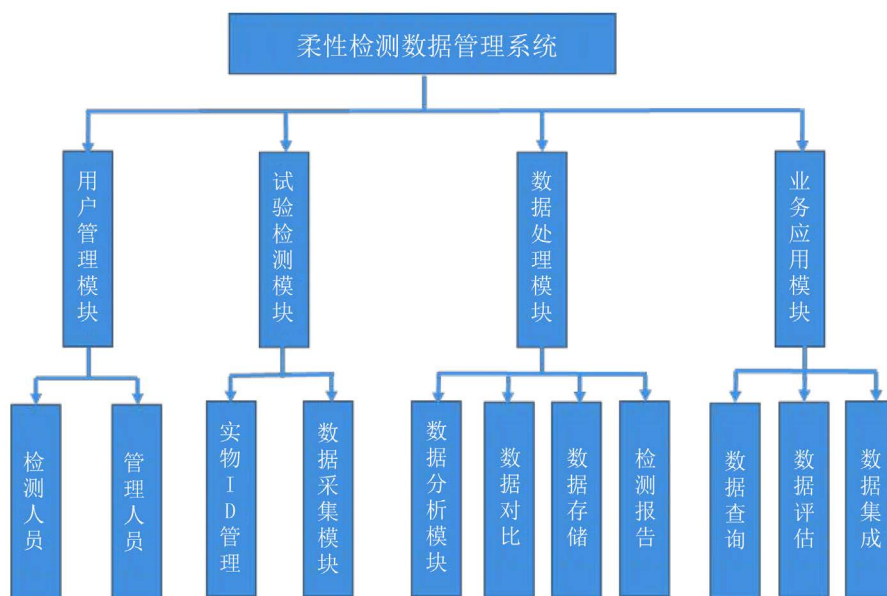 柔性检测数据管理系统
用户管理模块
试验检测模块
数据处理模块
业务应用模块
检测人员
管理人员
实物ID管理
数据采集模块
数据分析模块
数据对比
数据存储
检测报告
数据查询
数据评估
数据集成